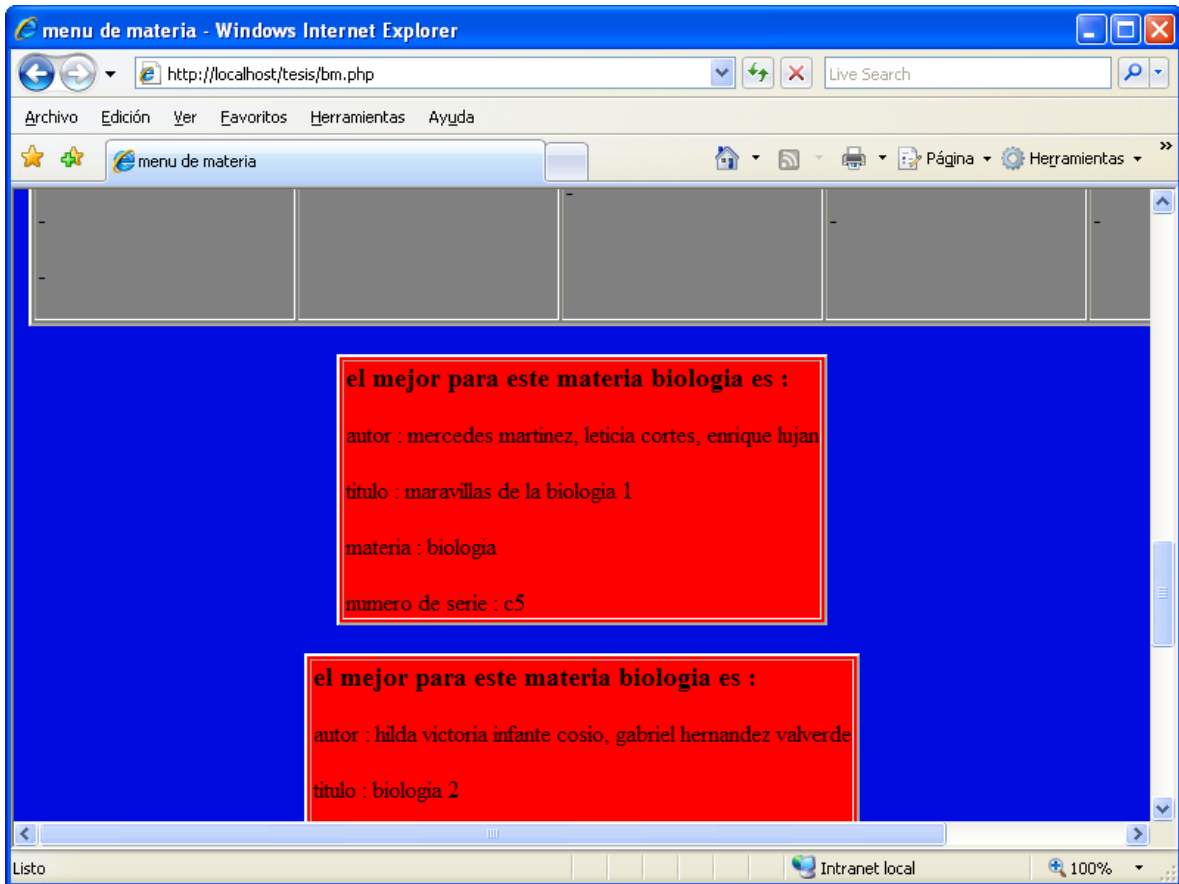 menu de materia - Windows Internet Explorer
http://localhost/tesis/bm.php
Live Search
Archivo Edición Ver Favoritos Herramientas Ayuda
menu de materia
Página Herramientas »
- - - -
-
el mejor para este materia biologia es :
autor : mercedes martinez, leticia cortes, enrique lujan
titulo : maravillas de la biologia 1
materia : biologia
numero de serie : c5
el mejor para este materia biologia es :
autor : hilda victoria infante cosio, gabriel hernandez valverde
titulo : biologia 2
Listo Intranet local 100%